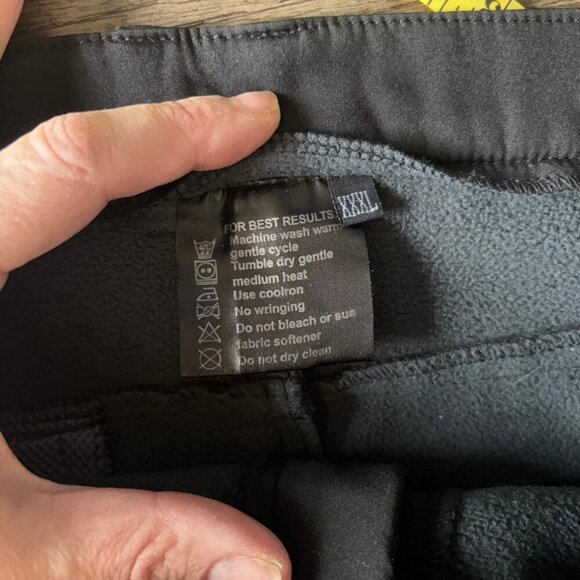 XXXL
FOR BEST RESULTS:
Machine wash warm
gentle cycle
Tumble dry gentle
medium heat
Use coolron
No wringing
Do not bleach or sue
fabric softener
Do not dry clean